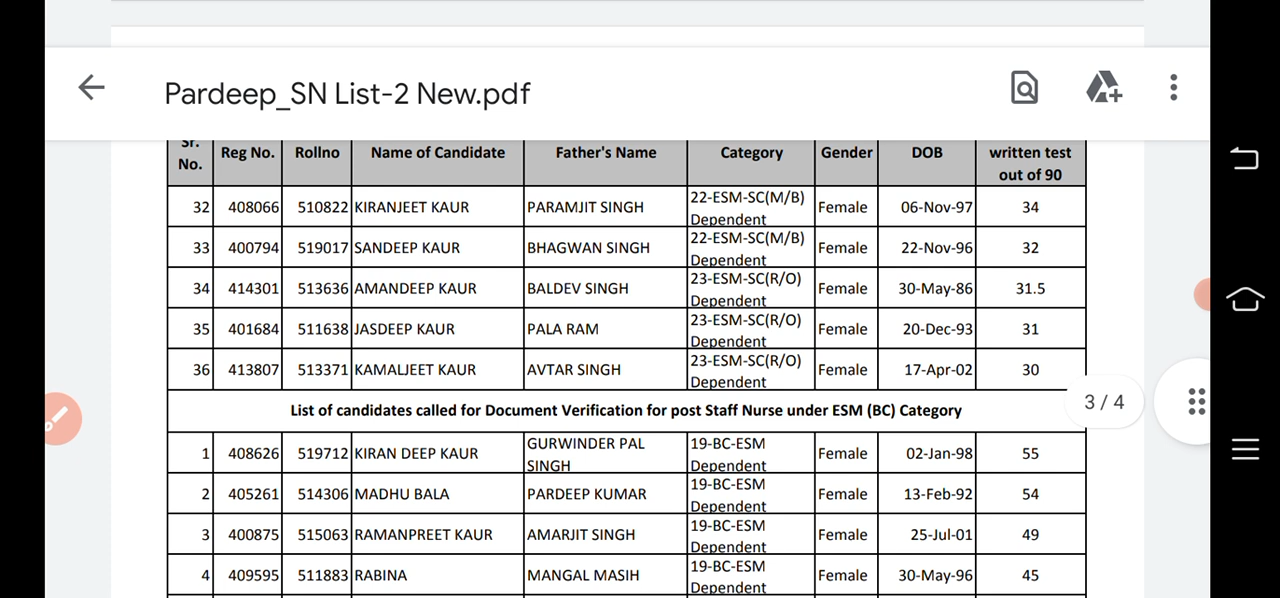 Pardeep_SN List-2 New.pdf
Sr. No. Reg No. Rollno Name of Candidate Father's Name Category Gender DOB written test out of 90
32 408066 510822 KIRANJEET KAUR PARAMJIT SINGH 22-ESM-SC(M/B) Dependent Female 06-Nov-97 34
33 400794 519017 SANDEEP KAUR BHAGWAN SINGH 22-ESM-SC(M/B) Dependent Female 22-Nov-96 32
34 414301 513636 AMANDEEP KAUR BALDEV SINGH 23-ESM-SC(R/O) Dependent Female 30-May-86 31.5
35 401684 511638 JASDEEP KAUR PALA RAM 23-ESM-SC(R/O) Dependent Female 20-Dec-93 31
36 413807 513371 KAMALJEET KAUR AVTAR SINGH 23-ESM-SC(R/O) Dependent Female 17-Apr-02 30
3 / 4
List of candidates called for Document Verification for post Staff Nurse under ESM (BC) Category
1 408626 519712 KIRAN DEEP KAUR GURWINDER PAL SINGH 19-BC-ESM Dependent Female 02-Jan-98 55
2 405261 514306 MADHU BALA PARDEEP KUMAR 19-BC-ESM Dependent Female 13-Feb-92 54
3 400875 515063 RAMANPREET KAUR AMARJIT SINGH 19-BC-ESM Dependent Female 25-Jul-01 49
4 409595 511883 RABINA MANGAL MASIH 19-BC-ESM Dependent Female 30-May-96 45